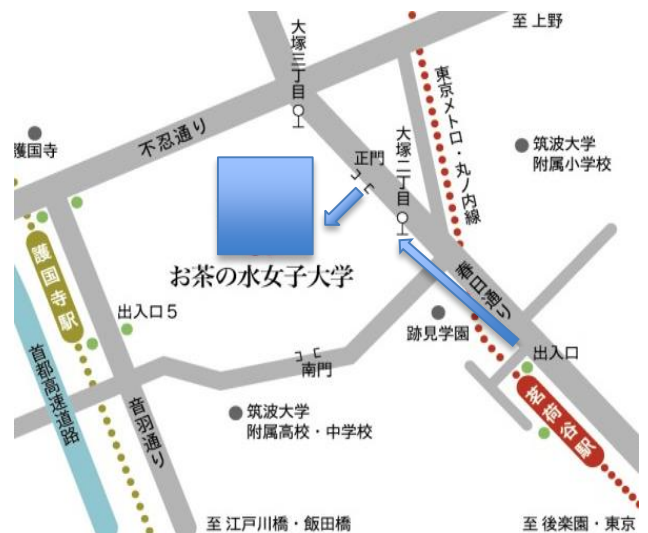 至 上野
大塚三丁目
不忍通り
護国寺
正門
大塚二丁目
東京メトロ・丸ノ内線
筑波大学
附属小学校
お茶の水女子大学
護国寺駅
出入口5
春日通り
跡見学園
出入口
南門
首都高速道路
音羽通り
筑波大学
附属高校・中学校
茗荷谷駅
至 江戸川橋・飯田橋
至 後楽園・東京